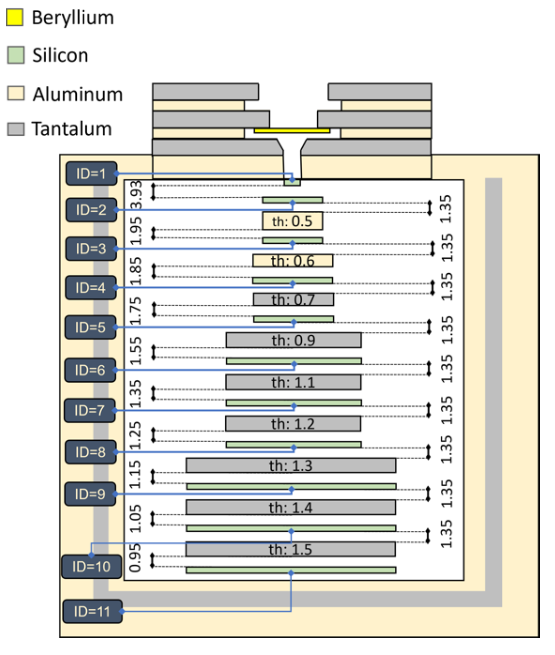 Beryllium
Silicon
Aluminum
Tantalum
ID=1
3.93
ID=2
1.35
th: 0.5
1.95
ID=3
1.35
th: 0.6
1.85
ID=4
1.35
th: 0.7
1.75
ID=5
1.35
th: 0.9
1.55
ID=6
1.35
th: 1.1
1.35
ID=7
1.35
th: 1.2
1.25
ID=8
1.35
th: 1.3
1.15
ID=9
1.35
th: 1.4
1.05
1.35
th: 1.5
0.95
ID=10
ID=11